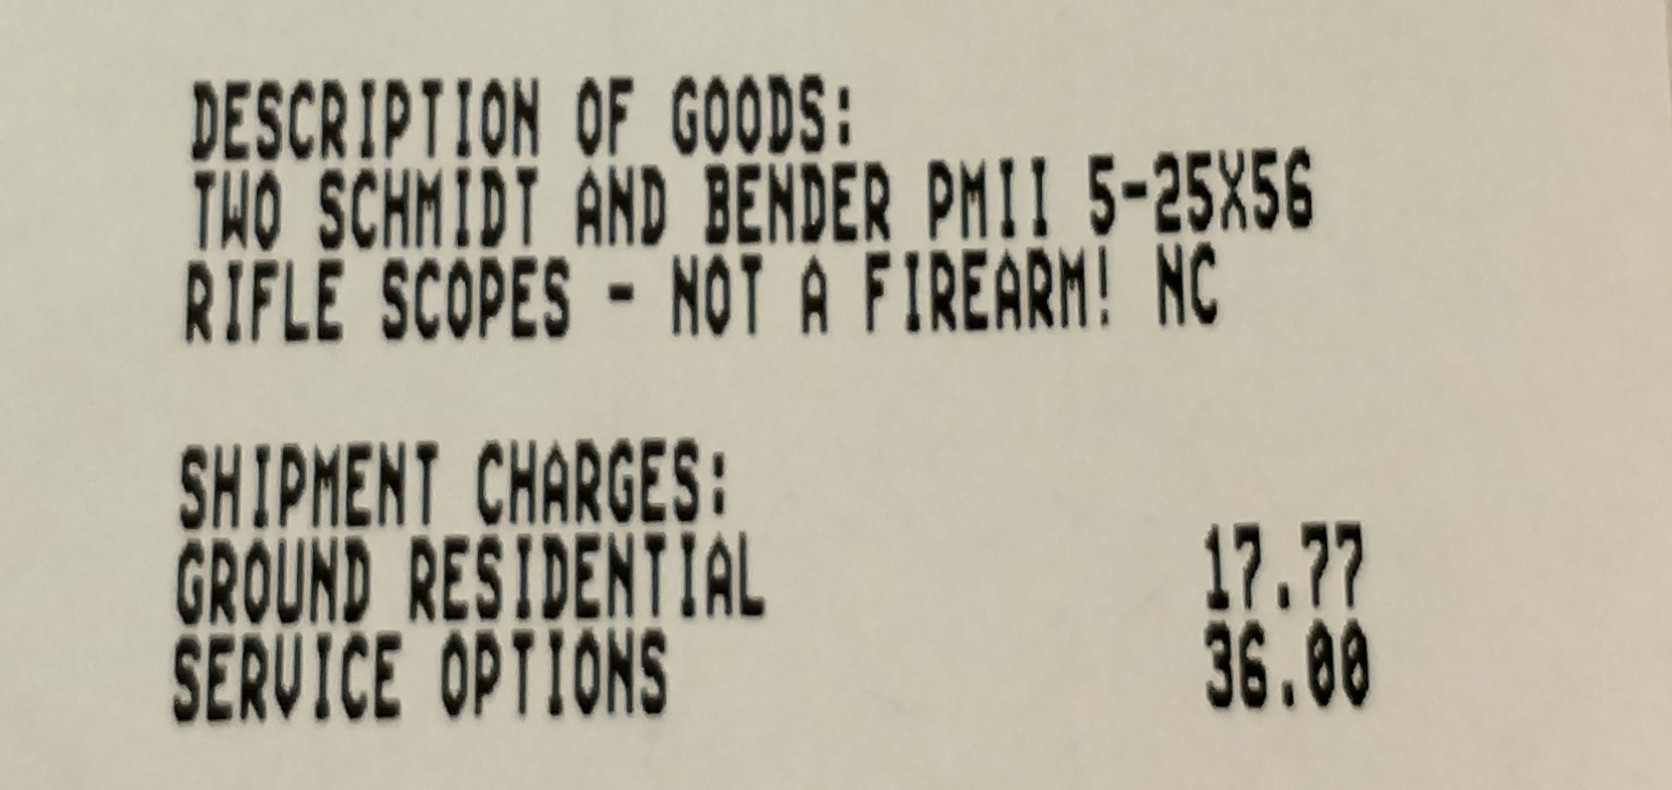 DESCRIPTION OF GOODS:
TWO SCHMIDT AND BENDER PMII 5-25X56
RIFLE SCOPES - NOT A FIREARM! NC
SHIPMENT CHARGES:
GROUND RESIDENTIAL 17.77
SERVICE OPTIONS 36.00